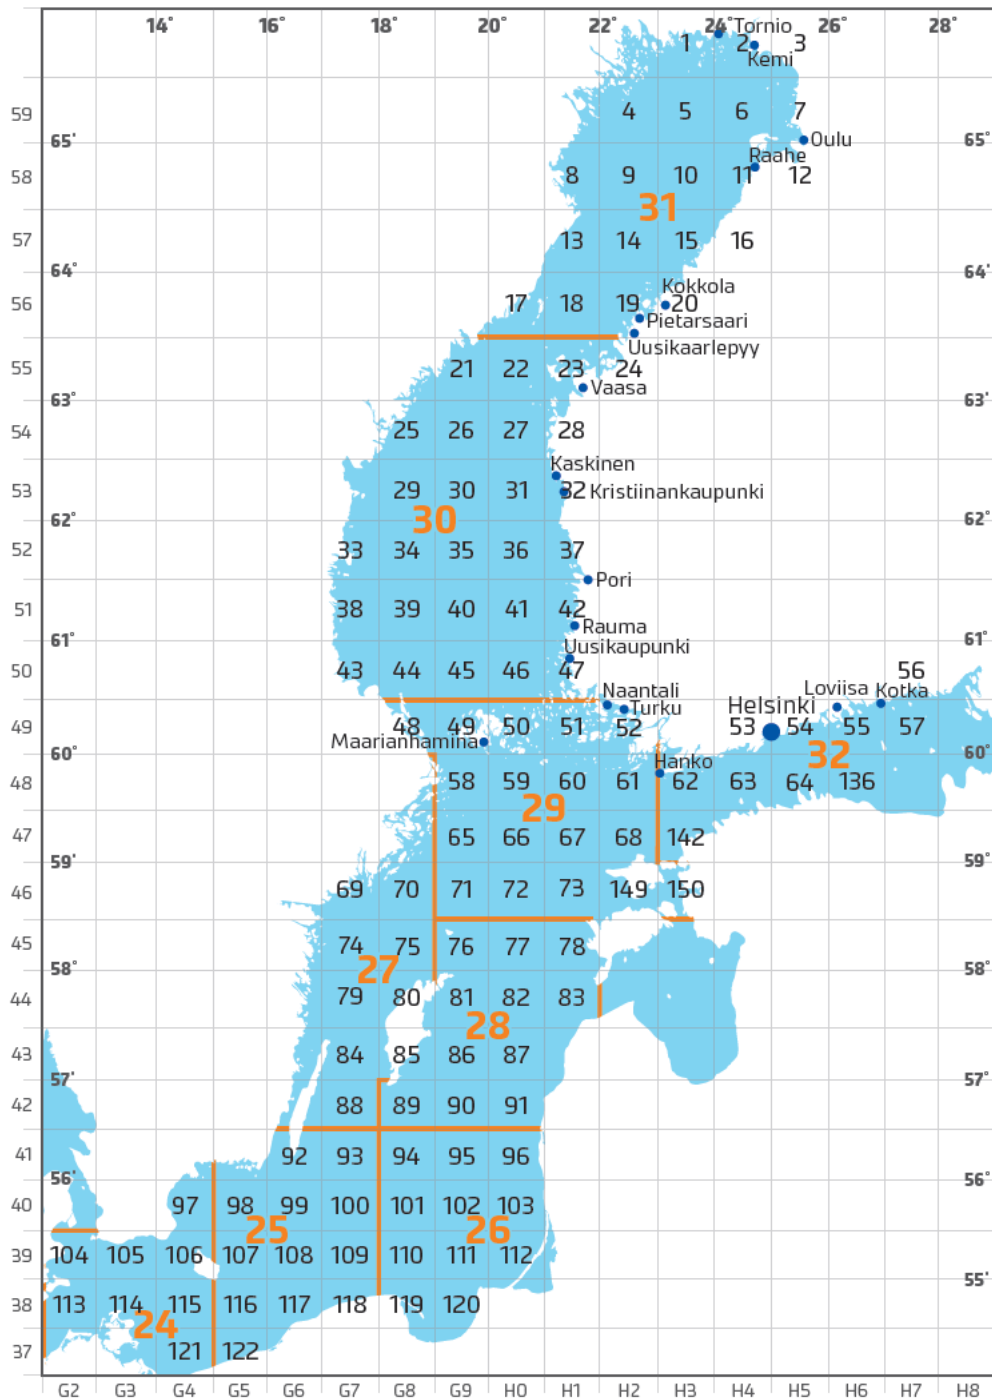 14° 16° 18° 20° 22° 24° 26° 28°
Tornio
1 2 3
Kemi
59 4 5 6 7
65' Oulu 65°
Raahe
58 8 9 10 11 12
31
57 13 14 15 16
64° 64'
Kokkola
56 17 18 19 20
Pietarsaari
Uusikaarlepyy
55 21 22 23 24
Vaasa
63° 63°
54 25 26 27 28
Kaskinen
53 29 30 31 32 Kristiinankaupunki
62° 30 62°
52 33 34 35 36 37
Pori
51 38 39 40 41 42
Rauma
61° 61°
Uusikaupunki
50 43 44 45 46 47 56
Naantali Loviisa Kotka
Turku Helsinki
49 48 49 50 51 52 53 54 55 57
Maarianhamina
60° 32 60°
Hanko
48 58 59 60 61 62 63 64 136
29
47 65 66 67 68 142
59' 59°
46 69 70 71 72 73 149 150
45 74 75 76 77 78
58° 27 58°
44 79 80 81 82 83
28
43 84 85 86 87
57° 57°
42 88 89 90 91
41 92 93 94 95 96
56' 56°
40 97 98 99 100 101 102 103
25 26
39 104 105 106 107 108 109 110 111 112
55'
38 113 114 115 116 117 118 119 120
24
37 121 122
G2 G3 G4 G5 G6 G7 G8 G9 H0 H1 H2 H3 H4 H5 H6 H7 H8